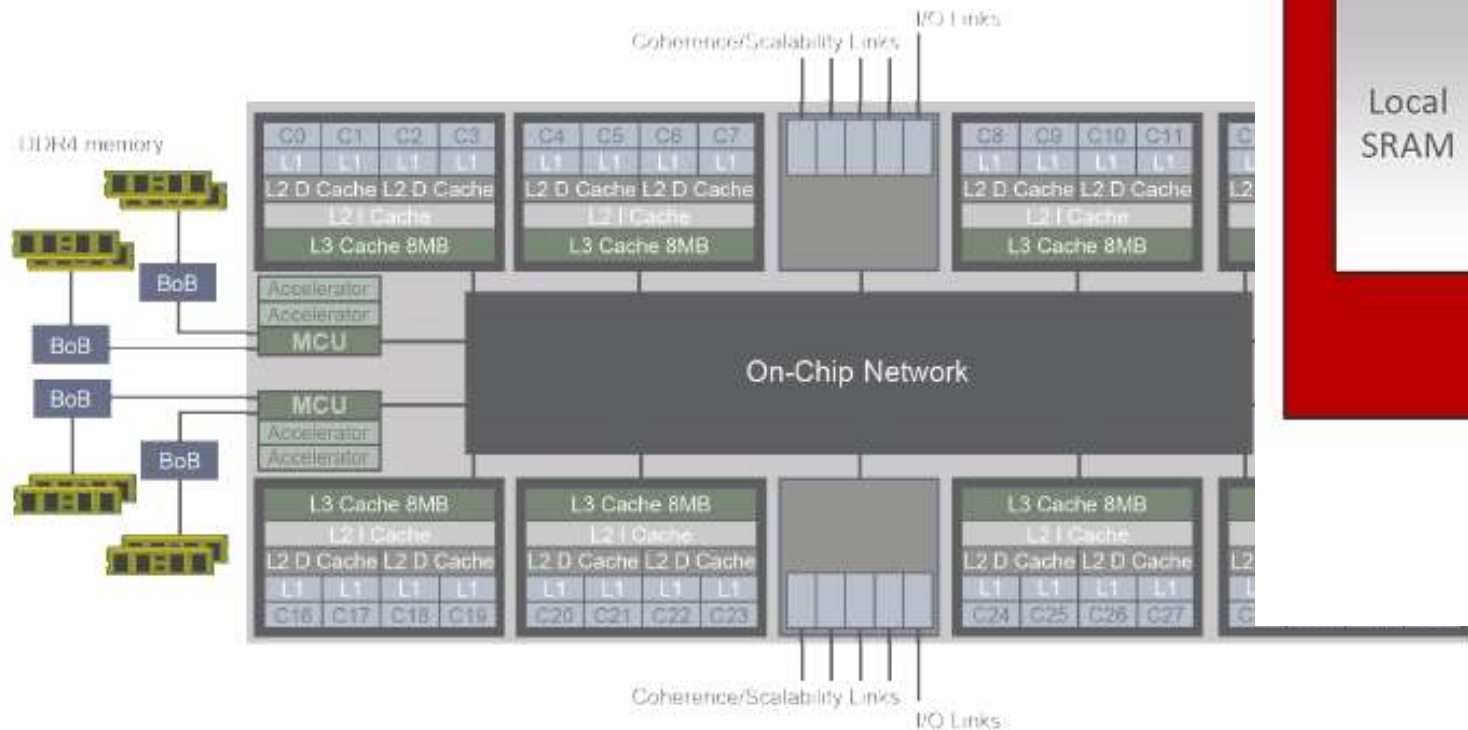 I/O Links
Coherence/Scalability Links
Local
SRAM
DDR4 memory
C0 C1 C2 C3
L1 L1 L1 L1
L2 D Cache L2 D Cache
L2 I Cache
L3 Cache 8MB
C4 C5 C6 C7
L1 L1 L1 L1
L2 D Cache L2 D Cache
L2 I Cache
L3 Cache 8MB
C8 C9 C10 C11
L1 L1 L1 L1
L2 D Cache L2 D Cache
L2 I Cache
L3 Cache 8MB
L2
BoB
BoB
Accelerator
Accelerator
MCU
On-Chip Network
BoB
BoB
MCU
Accelerator
Accelerator
L3 Cache 8MB
L2 I Cache
L2 D Cache L2 D Cache
L1 L1 L1 L1
C16 C17 C18 C19
L3 Cache 8MB
L2 I Cache
L2 D Cache L2 D Cache
L1 L1 L1 L1
C20 C21 C22 C23
L3 Cache 8MB
L2 I Cache
L2 D Cache L2 D Cache
L1 L1 L1 L1
C24 C25 C26 C27
L2
Coherence/Scalability Links
I/O Links